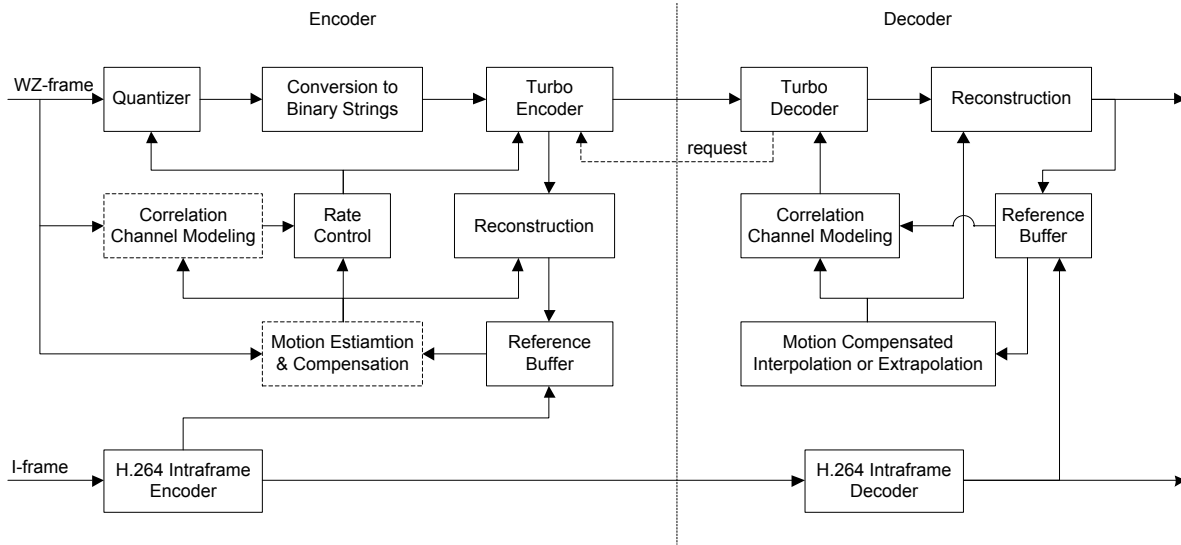 Encoder
Decoder
WZ-frame
Quantizer
Conversion to
Binary Strings
Turbo
Encoder
Turbo
Decoder
Reconstruction
request
Correlation
Channel Modeling
Rate
Control
Reconstruction
Correlation
Channel Modeling
Reference
Buffer
Motion Estiamtion
& Compensation
Reference
Buffer
Motion Compensated
Interpolation or Extrapolation
I-frame
H.264 Intraframe
Encoder
H.264 Intraframe
Decoder